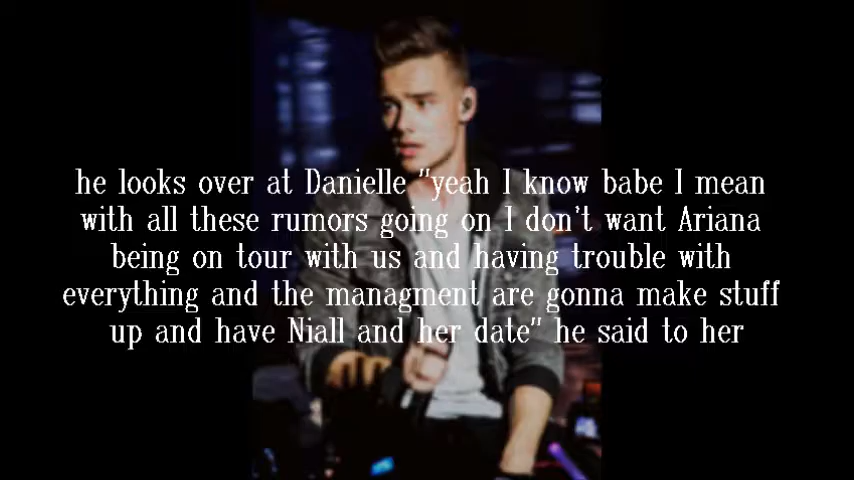 he looks over at Danielle "yeah I know babe I mean
with all these rumors going on I don't want Ariana
being on tour with us and having trouble with
everything and the managment are gonna make stuff
up and have Niall and her date" he said to her